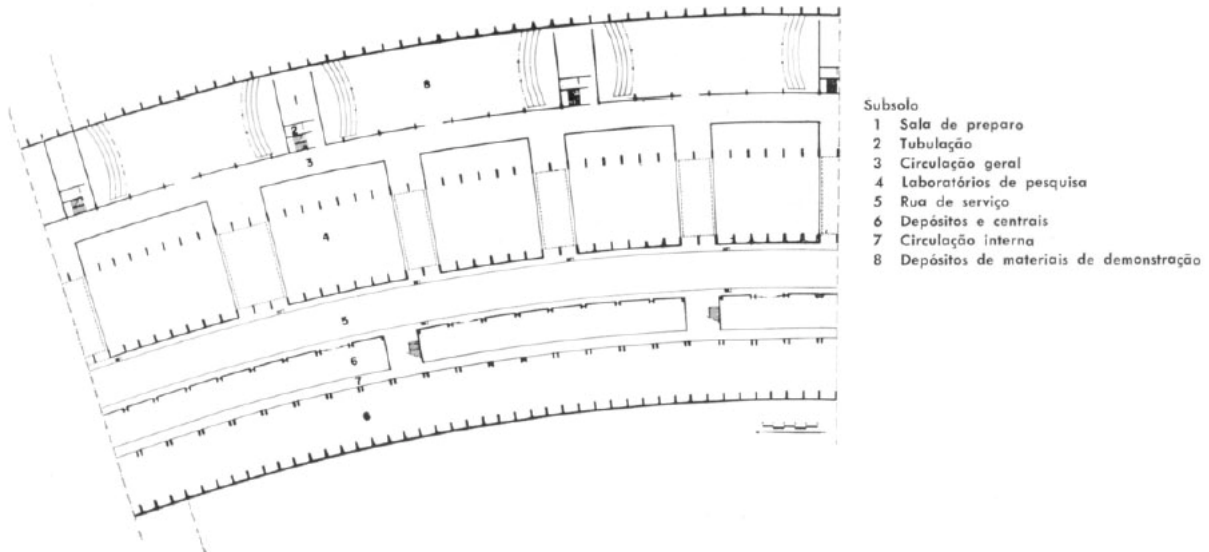 8
1
2
3
4
5
6
7
6
Subsolo
1 Sala de preparo
2 Tubulação
3 Circulação geral
4 Laboratórios de pesquisa
5 Rua de serviço
6 Depósitos e centrais
7 Circulação interna
8 Depósitos de materiais de demonstração